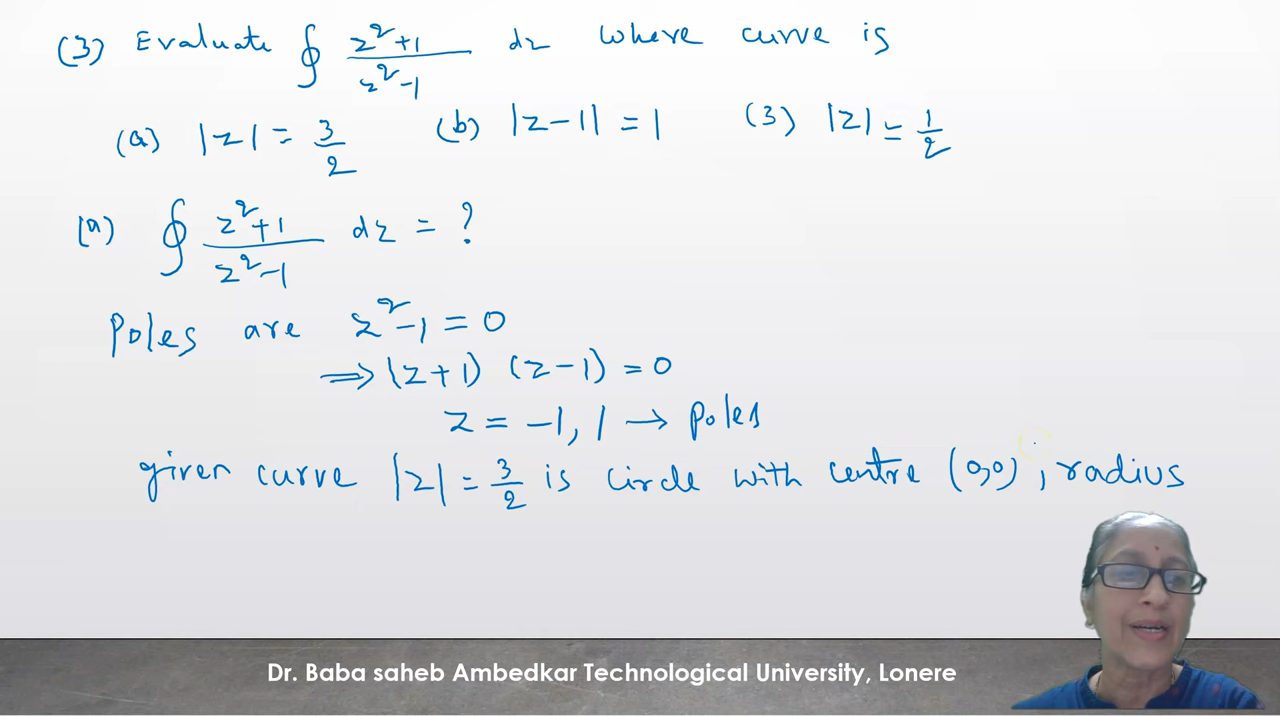 (3) Evaluate ∮ z²+1 / z²-1 dz where curve is
(a) |z| = 3/2 (b) |z-1| = 1 (3) |z| = 1/2
(a) ∮ z²+1 / z²-1 dz = ?
Poles are z²-1 = 0
⇒ (z+1) (z-1) = 0
z = -1, 1 → poles
given curve |z| = 3/2 is circle with centre (0,0), radius
Dr. Baba saheb Ambedkar Technological University, Lonere